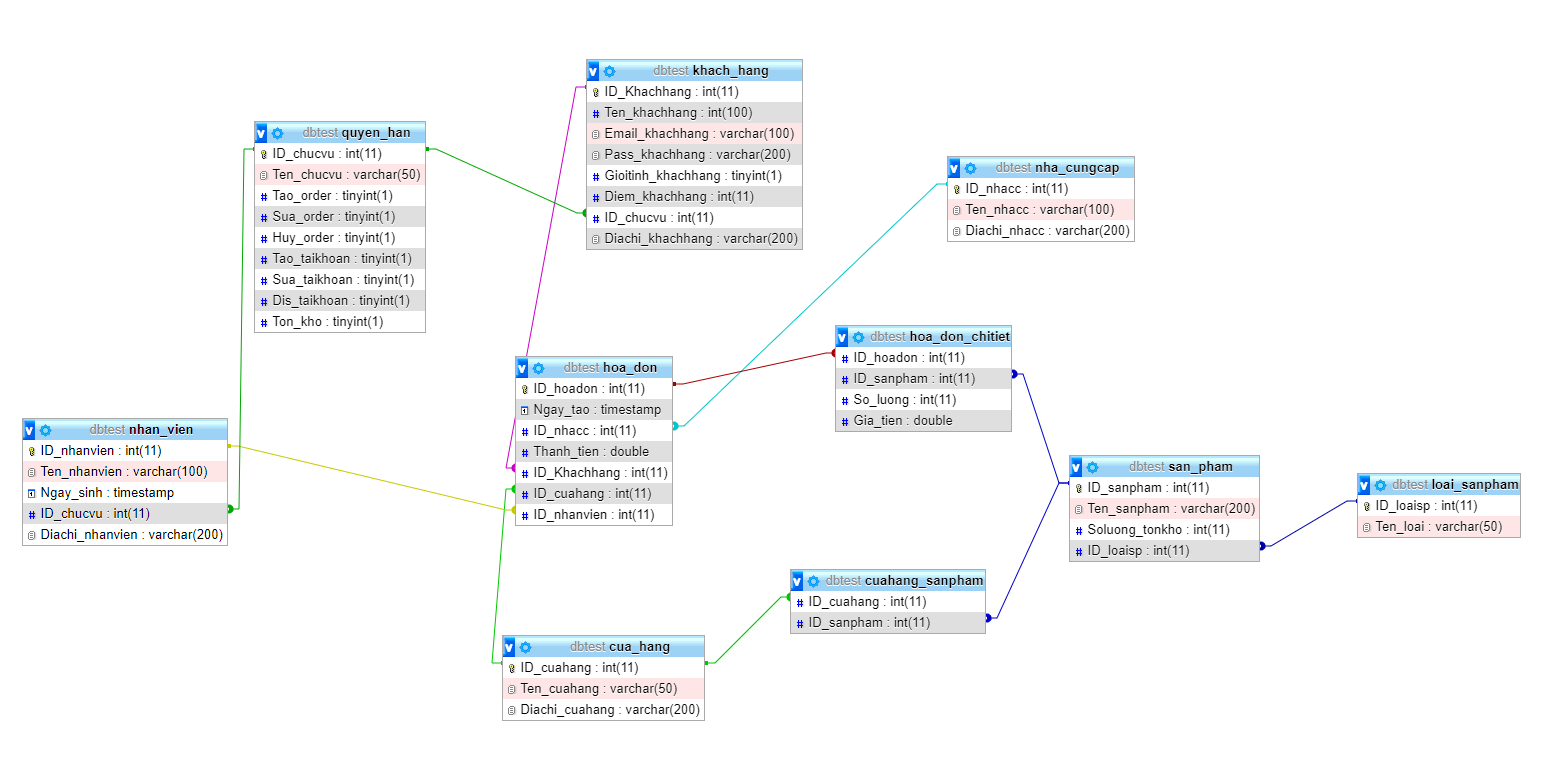 dbtest khach_hang
ID_Khachhang : int(11)
Ten_khachhang : int(100)
Email_khachhang : varchar(100)
Pass_khachhang : varchar(200)
Gioitinh_khachhang : tinyint(1)
Diem_khachhang : int(11)
ID_chucvu : int(11)
Diachi_khachhang : varchar(200)
dbtest quyen_han
ID_chucvu : int(11)
Ten_chucvu : varchar(50)
Tao_order : tinyint(1)
Sua_order : tinyint(1)
Huy_order : tinyint(1)
Tao_taikhoan : tinyint(1)
Sua_taikhoan : tinyint(1)
Dis_taikhoan : tinyint(1)
Ton_kho : tinyint(1)
dbtest nha_cungcap
ID_nhacc : int(11)
Ten_nhacc : varchar(100)
Diachi_nhacc : varchar(200)
dbtest hoa_don_chitiet
ID_hoadon : int(11)
ID_sanpham : int(11)
So_luong : int(11)
Gia_tien : double
dbtest hoa_don
ID_hoadon : int(11)
Ngay_tao : timestamp
ID_nhacc : int(11)
Thanh_tien : double
ID_Khachhang : int(11)
ID_cuahang : int(11)
ID_nhanvien : int(11)
dbtest nhan_vien
ID_nhanvien : int(11)
Ten_nhanvien : varchar(100)
Ngay_sinh : timestamp
ID_chucvu : int(11)
Diachi_nhanvien : varchar(200)
dbtest san_pham
ID_sanpham : int(11)
Ten_sanpham : varchar(200)
Soluong_tonkho : int(11)
ID_loaisp : int(11)
dbtest loai_sanpham
ID_loaisp : int(11)
Ten_loai : varchar(50)
dbtest cuahang_sanpham
ID_cuahang : int(11)
ID_sanpham : int(11)
dbtest cua_hang
ID_cuahang : int(11)
Ten_cuahang : varchar(50)
Diachi_cuahang : varchar(200)